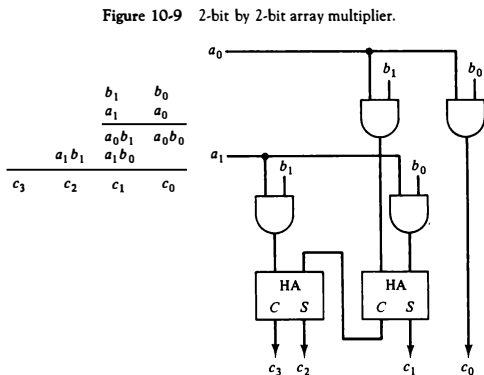 Figure 10-9 2-bit by 2-bit array multiplier.
a₀
b₁ b₀
b₁ b₀
a₁ a₀
a₀b₁ a₀b₀
a₁b₁ a₁b₀
c₃ c₂ c₁ c₀
a₁
b₁ b₀
HA HA
C S C S
c₃ c₂ c₁ c₀